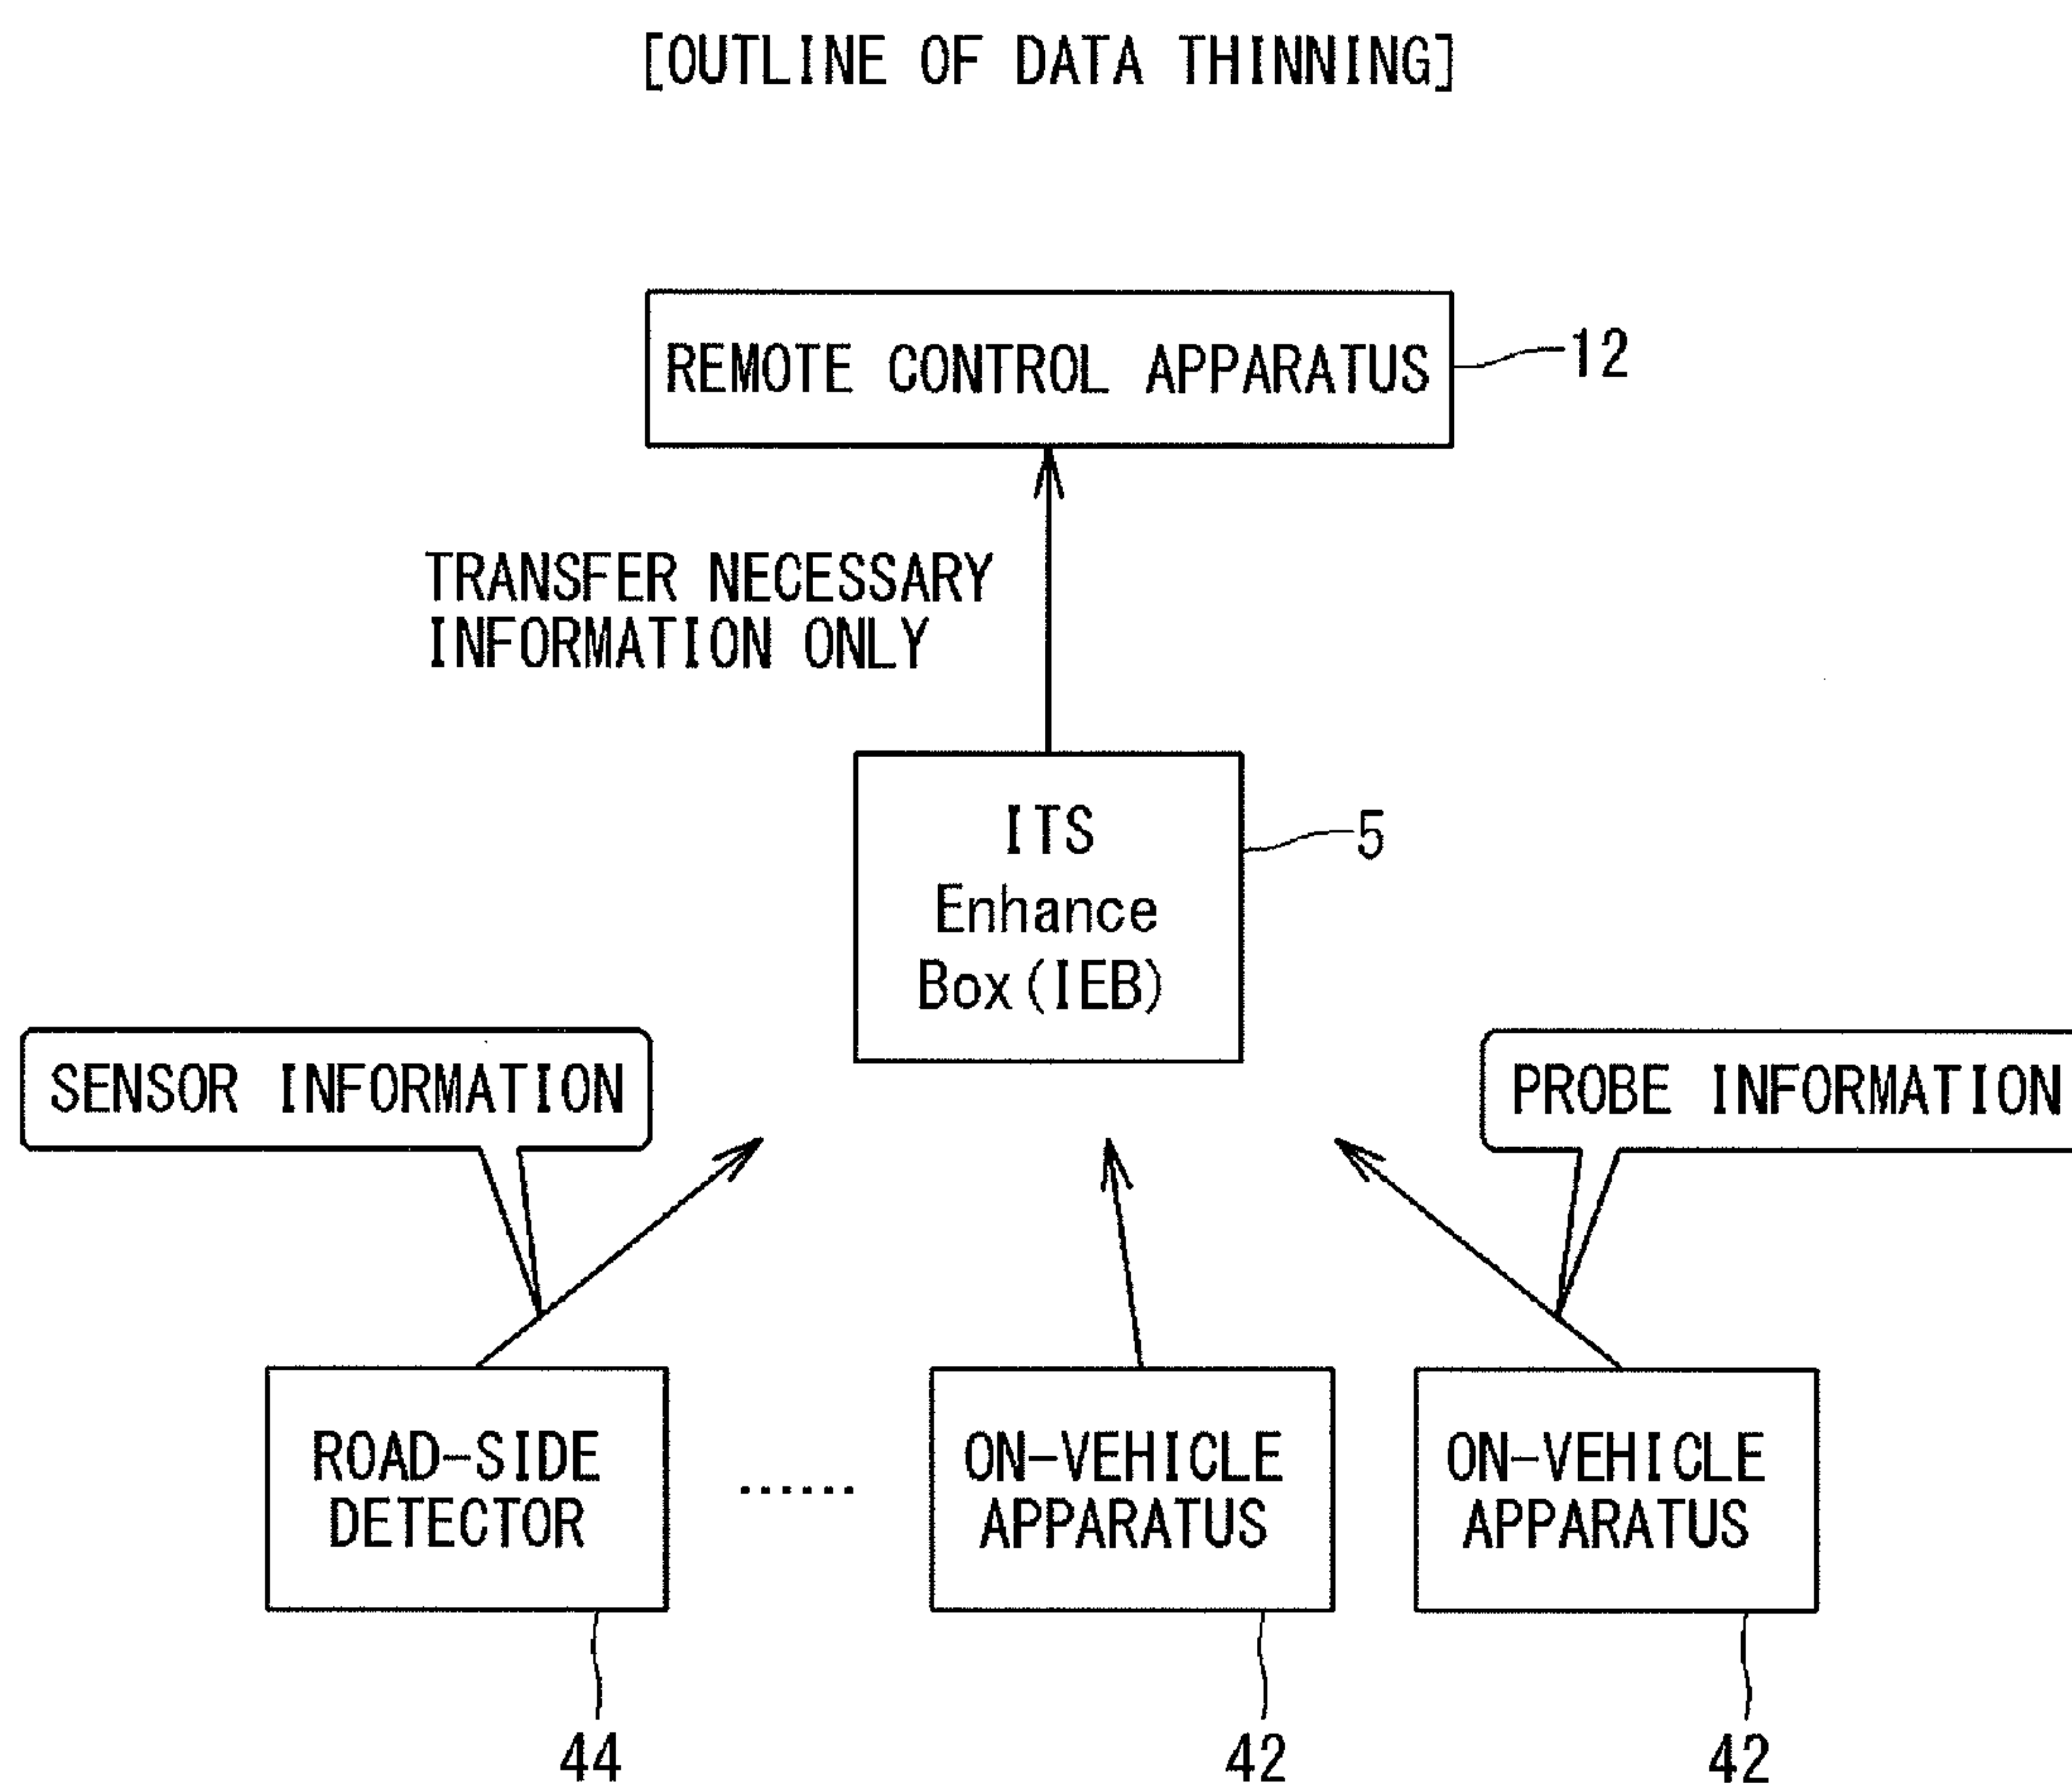 [OUTLINE OF DATA THINNING]
REMOTE CONTROL APPARATUS
12
TRANSFER NECESSARY
INFORMATION ONLY
ITS
Enhance
Box(IEB)
5
SENSOR INFORMATION
PROBE INFORMATION
ROAD-SIDE
DETECTOR
......
ON-VEHICLE
APPARATUS
ON-VEHICLE
APPARATUS
44
42
42